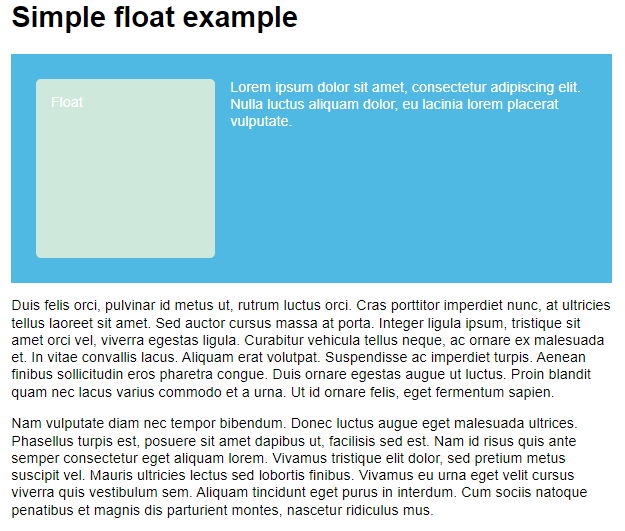 Simple float example
Float
Lorem ipsum dolor sit amet, consectetur adipiscing elit.
Nulla luctus aliquam dolor, eu lacinia lorem placerat
vulputate.
Duis felis orci, pulvinar id metus ut, rutrum luctus orci. Cras porttitor imperdiet nunc, at ultricies
tellus laoreet sit amet. Sed auctor cursus massa at porta. Integer ligula ipsum, tristique sit
amet orci vel, viverra egestas ligula. Curabitur vehicula tellus neque, ac ornare ex malesuada
et. In vitae convallis lacus. Aliquam erat volutpat. Suspendisse ac imperdiet turpis. Aenean
finibus sollicitudin eros pharetra congue. Duis ornare egestas augue ut luctus. Proin blandit
quam nec lacus varius commodo et a urna. Ut id ornare felis, eget fermentum sapien.
Nam vulputate diam nec tempor bibendum. Donec luctus augue eget malesuada ultrices.
Phasellus turpis est, posuere sit amet dapibus ut, facilisis sed est. Nam id risus quis ante
semper consectetur eget aliquam lorem. Vivamus tristique elit dolor, sed pretium metus
suscipit vel. Mauris ultricies lectus sed lobortis finibus. Vivamus eu urna eget velit cursus
viverra quis vestibulum sem. Aliquam tincidunt eget purus in interdum. Cum sociis natoque
penatibus et magnis dis parturient montes, nascetur ridiculus mus.